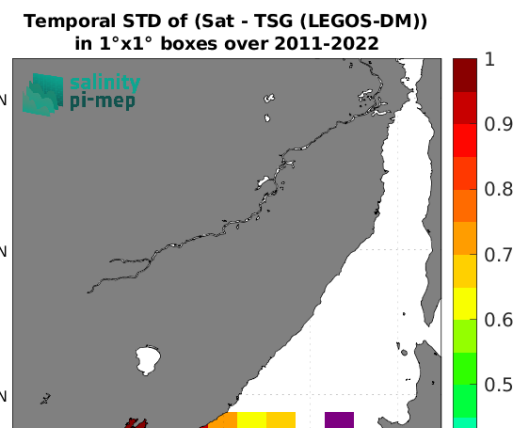 Temporal STD of (Sat - TSG (LEGOS-DM))
in 1°x1° boxes over 2011-2022
salinity
pi-mep
N
N
N
1
0.9
0.8
0.7
0.6
0.5